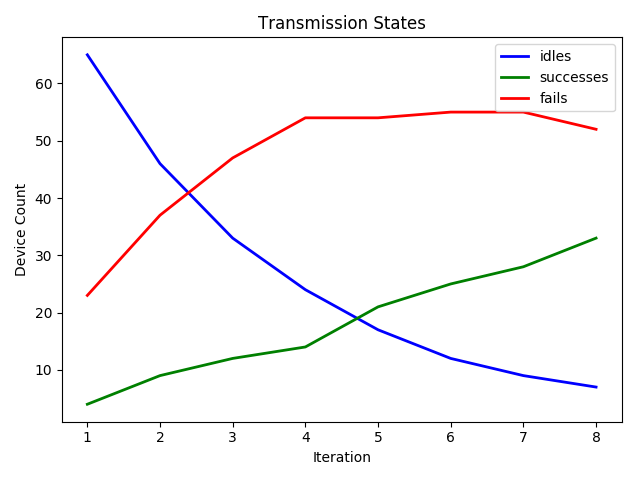 Transmission States
idles
successes
fails
Device Count
60
50
40
30
20
10
1 2 3 4 5 6 7 8
Iteration